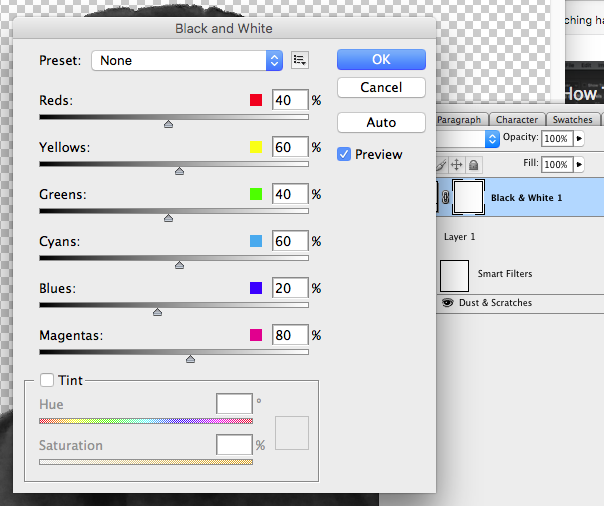 Black and White
Preset: None
OK
Cancel
Auto
Preview
Reds: 40 %
Yellows: 60 %
Greens: 40 %
Cyans: 60 %
Blues: 20 %
Magentas: 80 %
Tint
Hue °
Saturation %
ching ha
How
Paragraph Character Swatches
Opacity: 100%
Fill: 100%
Black & White 1
Layer 1
Smart Filters
Dust & Scratches